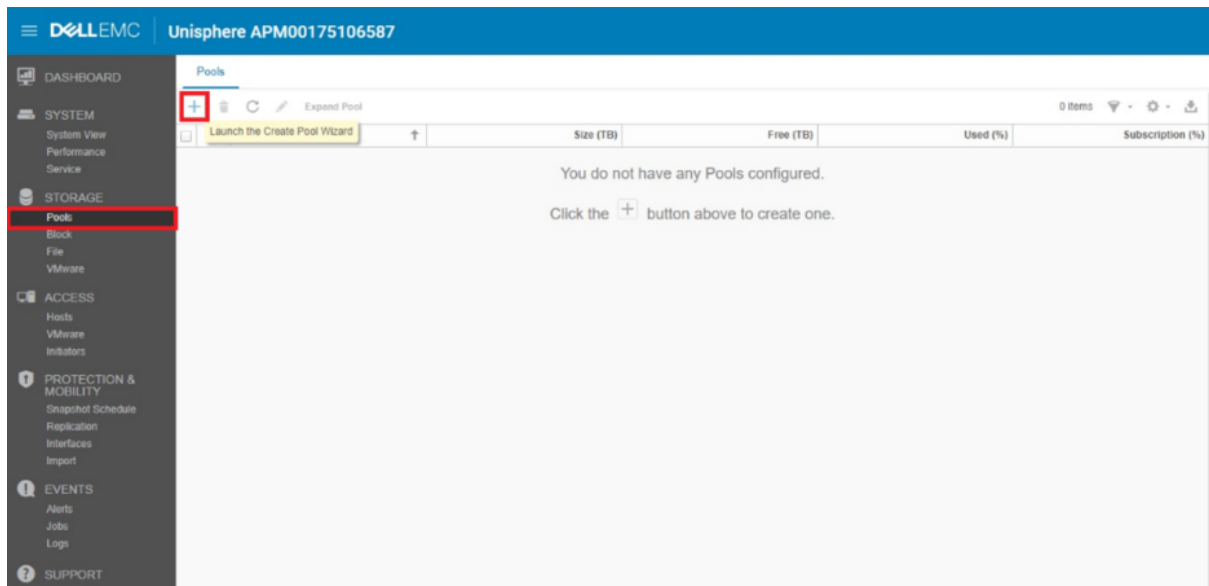 DELLEMC Unisphere APM00175106587
DASHBOARD
SYSTEM
System View
Performance
Service
STORAGE
Pools
Block
File
VMware
ACCESS
Hosts
VMware
Initiators
PROTECTION &
MOBILITY
Snapshot Schedule
Replication
Interfaces
Import
EVENTS
Alerts
Jobs
Logs
SUPPORT
Pools
Expand Pool 0 items
Launch the Create Pool Wizard
Size (TB) Free (TB) Used (%) Subscription (%)
You do not have any Pools configured.
Click the + button above to create one.